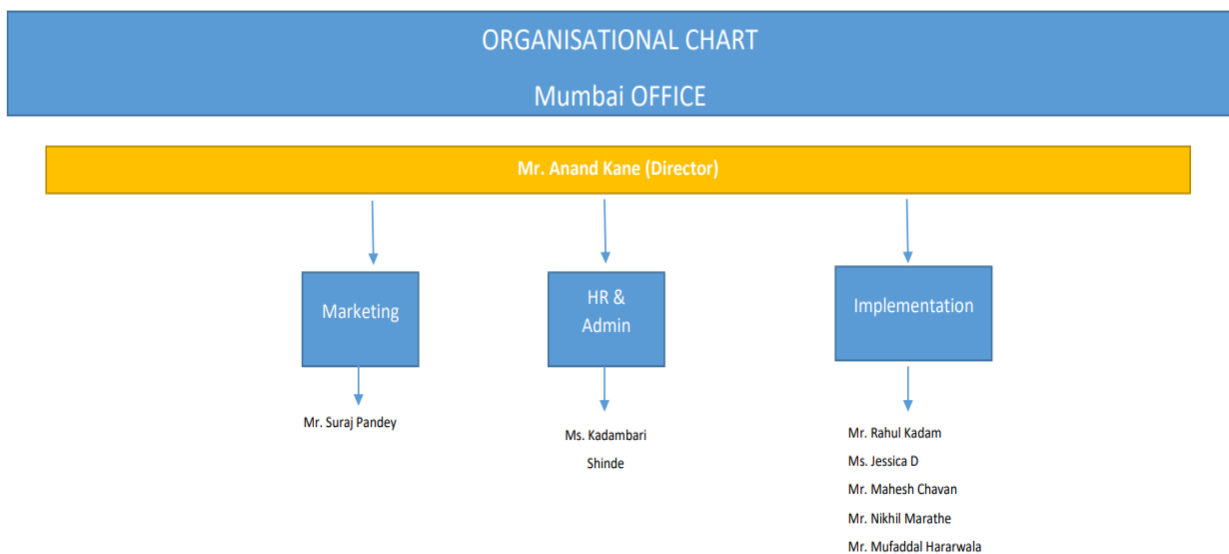 ORGANISATIONAL CHART
Mumbai OFFICE
Mr. Anand Kane (Director)
Marketing
HR &
Admin
Implementation
Mr. Suraj Pandey
Ms. Kadambari
Shinde
Mr. Rahul Kadam
Ms. Jessica D
Mr. Mahesh Chavan
Mr. Nikhil Marathe
Mr. Mufaddal Hararwala